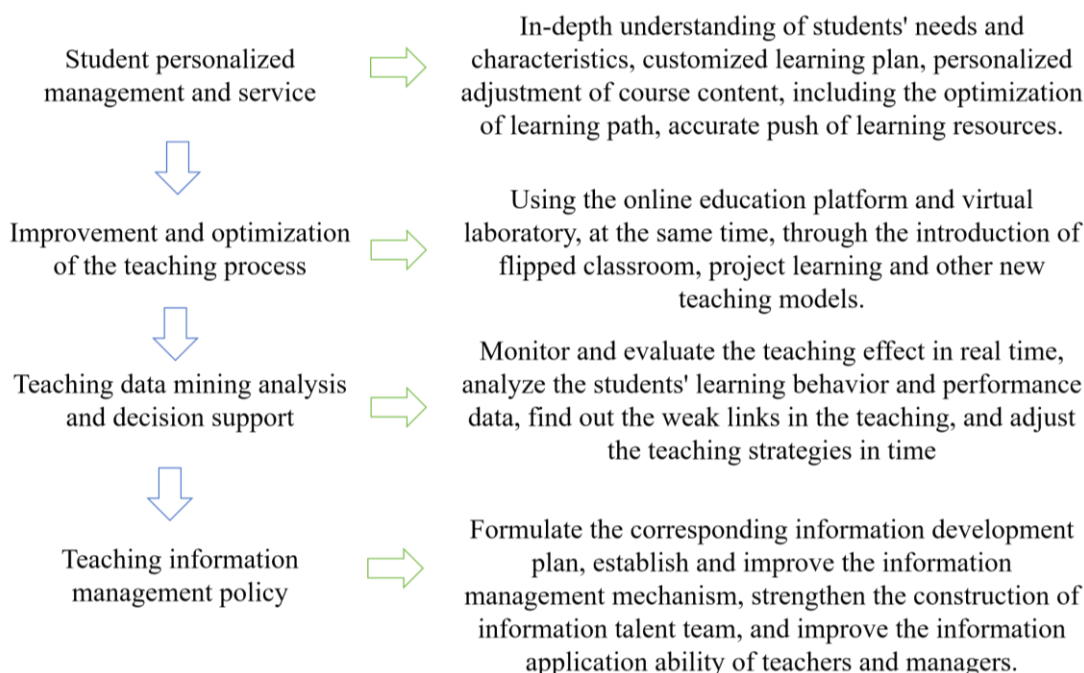 Student personalized
management and service
In-depth understanding of students' needs and
characteristics, customized learning plan, personalized
adjustment of course content, including the optimization
of learning path, accurate push of learning resources.
Improvement and optimization
of the teaching process
Using the online education platform and virtual
laboratory, at the same time, through the introduction of
flipped classroom, project learning and other new
teaching models.
Teaching data mining analysis
and decision support
Monitor and evaluate the teaching effect in real time,
analyze the students' learning behavior and performance
data, find out the weak links in the teaching, and adjust
the teaching strategies in time
Teaching information
management policy
Formulate the corresponding information development
plan, establish and improve the information
management mechanism, strengthen the construction of
information talent team, and improve the information
application ability of teachers and managers.